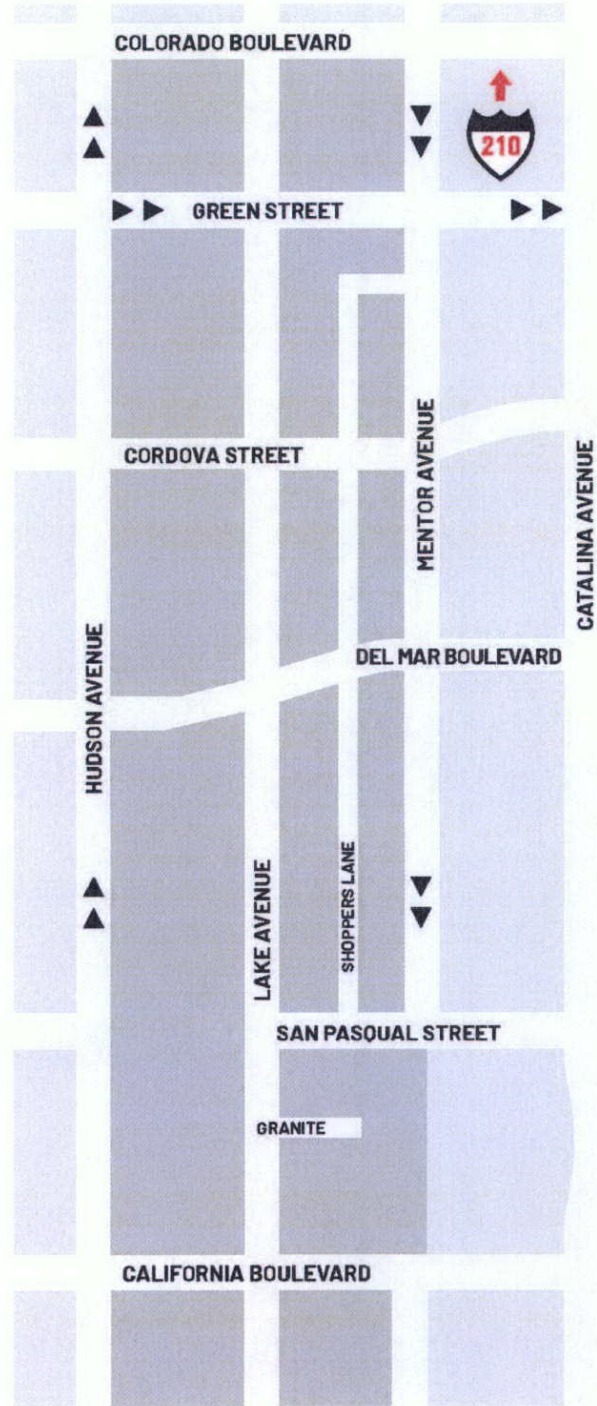 COLORADO BOULEVARD
210
GREEN STREET
CORDOVA STREET
MENTOR AVENUE
CATALINA AVENUE
DEL MAR BOULEVARD
HUDSON AVENUE
LAKE AVENUE
SHOPPERS LANE
SAN PASQUAL STREET
GRANITE
CALIFORNIA BOULEVARD